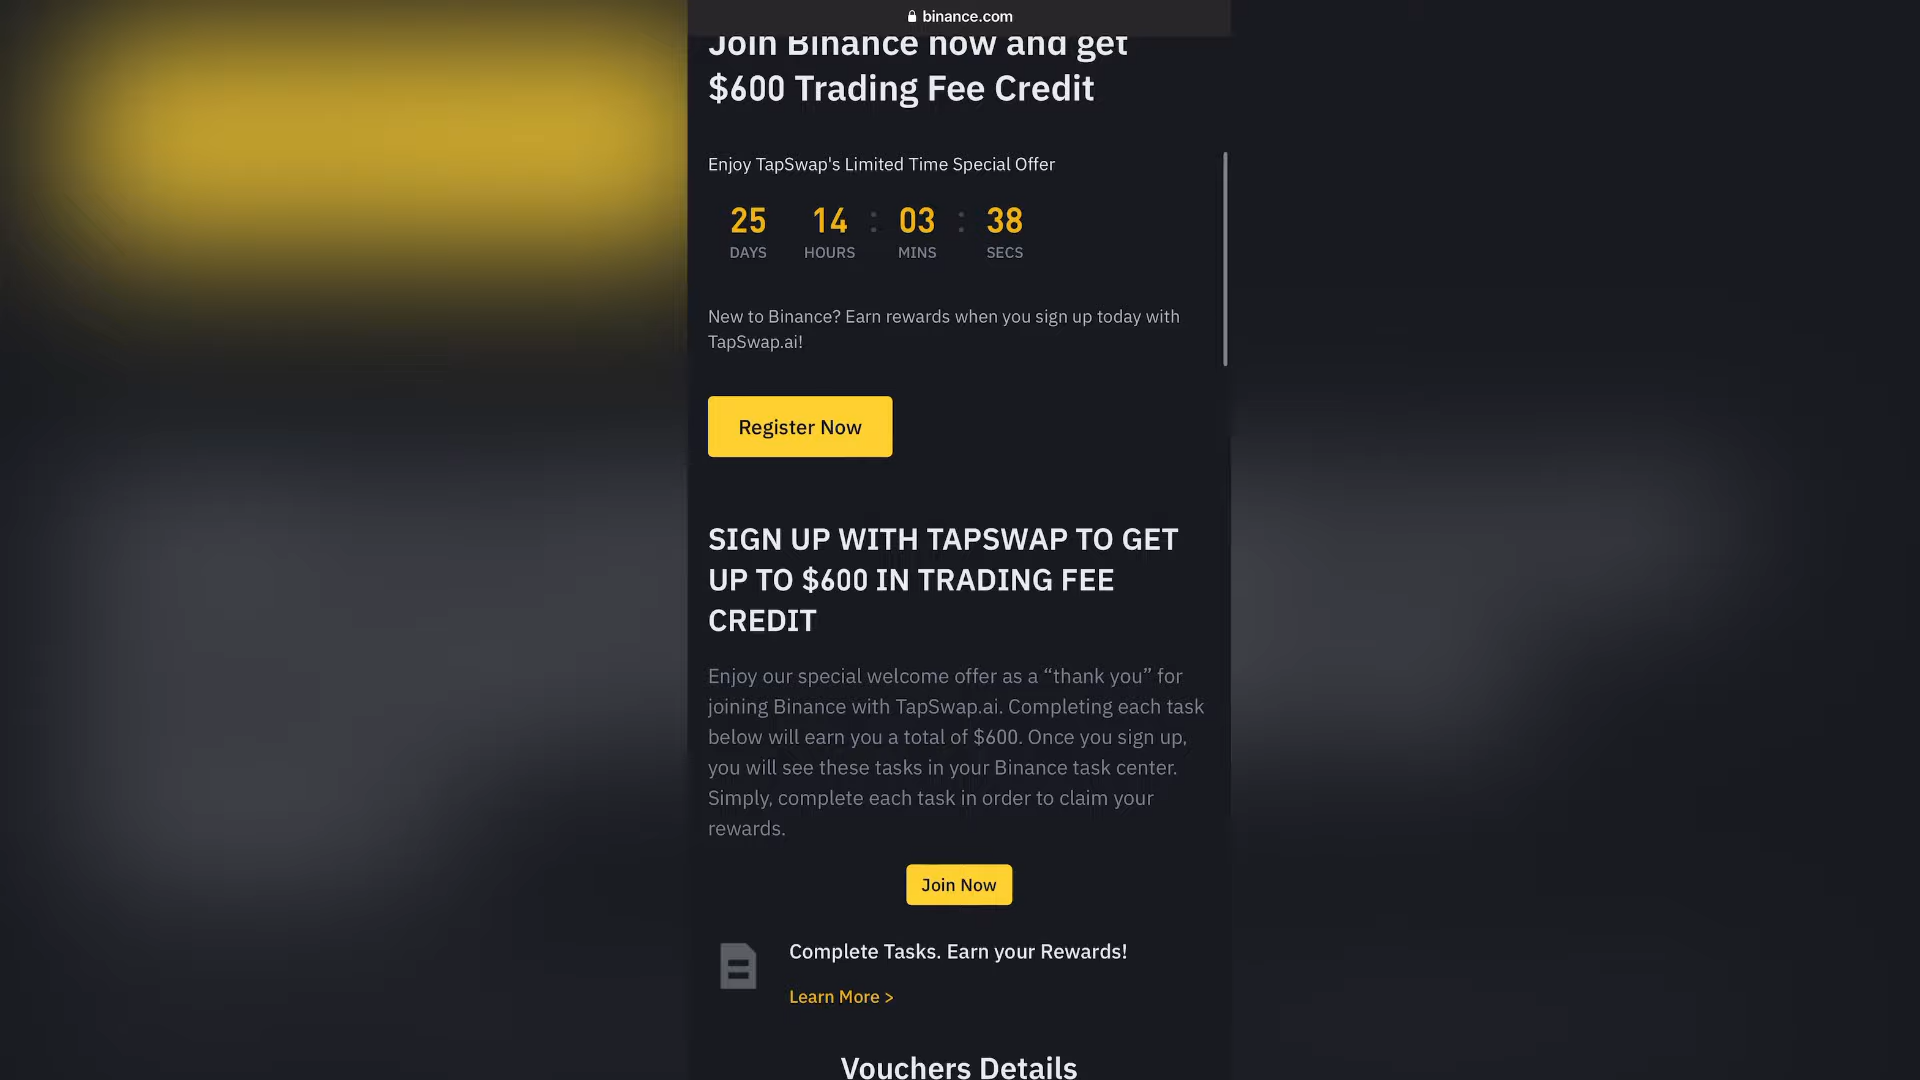 binance.com
Join Binance now and get
$600 Trading Fee Credit
Enjoy TapSwap's Limited Time Special Offer
25 14 : 03 : 38
DAYS HOURS MINS SECS
New to Binance? Earn rewards when you sign up today with
TapSwap.ai!
Register Now
SIGN UP WITH TAPSWAP TO GET
UP TO $600 IN TRADING FEE
CREDIT
Enjoy our special welcome offer as a “thank you” for
joining Binance with TapSwap.ai. Completing each task
below will earn you a total of $600. Once you sign up,
you will see these tasks in your Binance task center.
Simply, complete each task in order to claim your
rewards.
Join Now
Complete Tasks. Earn your Rewards!
Learn More >
Vouchers Details